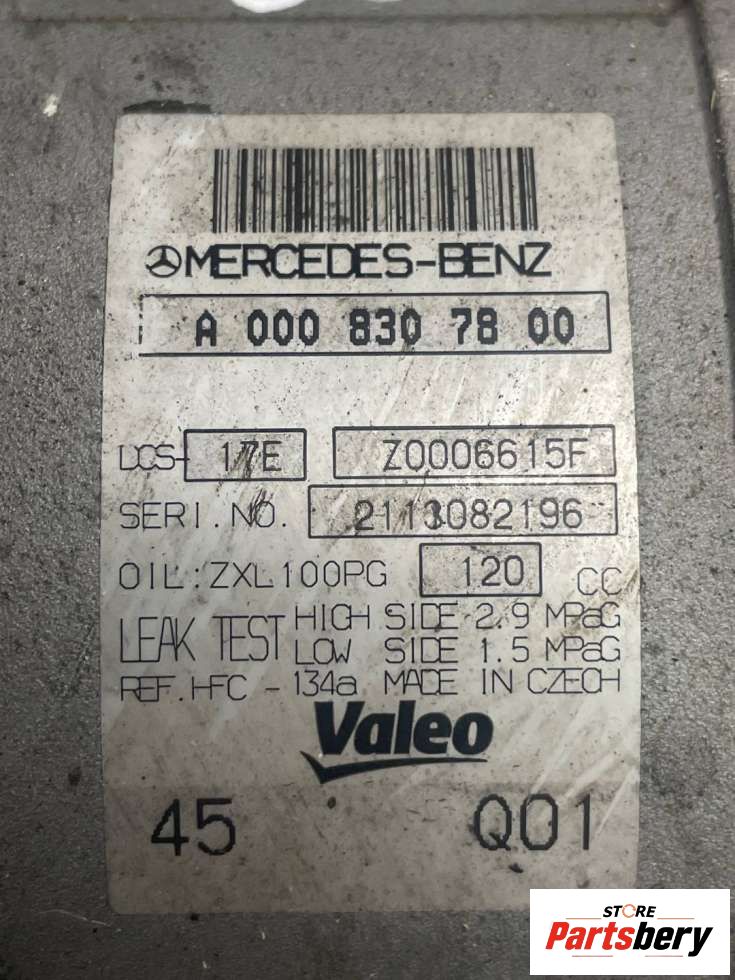 MERCEDES-BENZ
A 000 830 78 00
DCS-17E Z0006615F
SERI.NO. 2113082196
OIL:ZXL100PG 120 CC
LEAK TEST HIGH SIDE 2.9 MPaG
LOW SIDE 1.5 MPaG
REF.HFC-134a MADE IN CZECH
Valeo
45 Q01
STORE
Partsbery